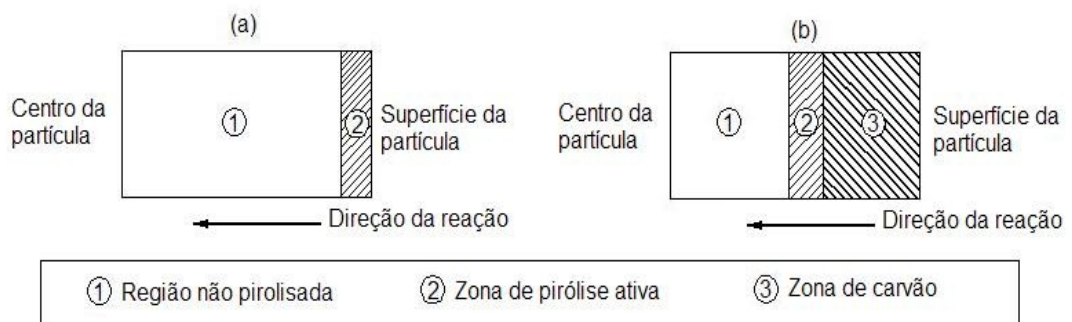 (a)
Centro da
partícula
1
2
Superfície da
partícula
Direção da reação
(b)
Centro da
partícula
1
2
3
Superfície da
partícula
Direção da reação
1 Região não pirolisada
2 Zona de pirólise ativa
3 Zona de carvão